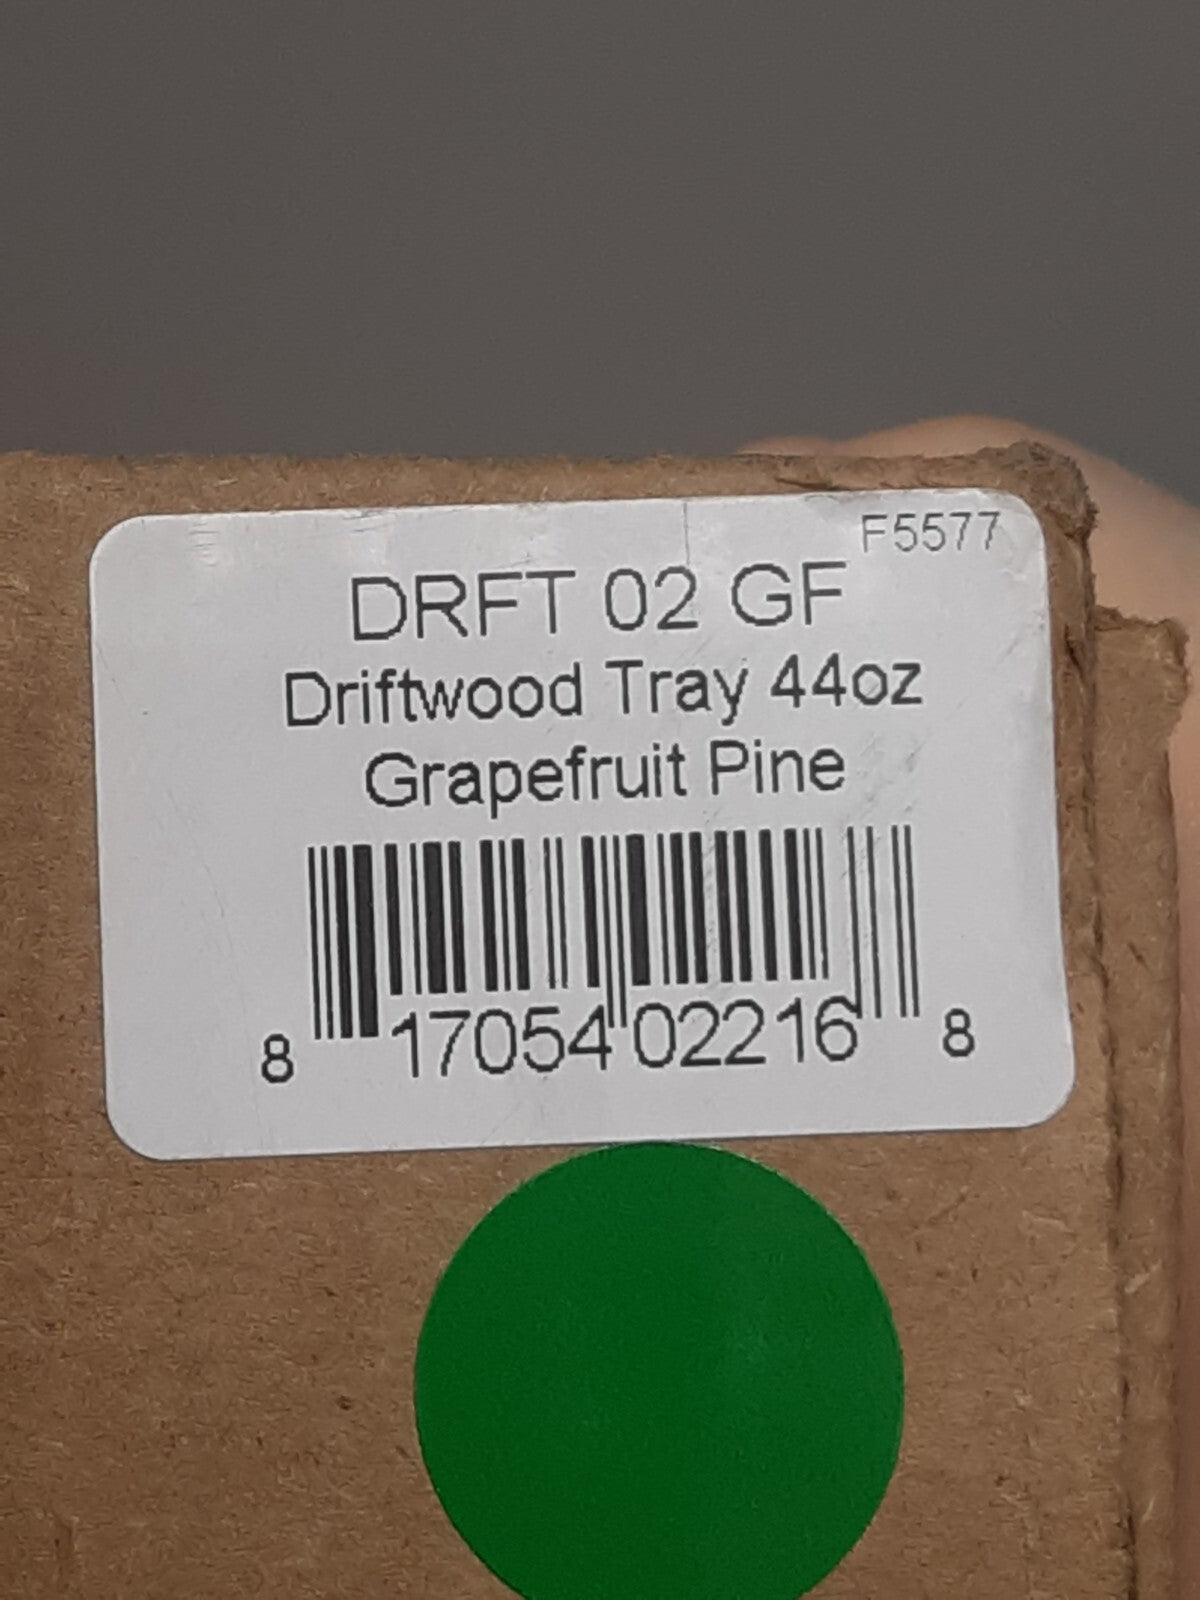 F5577
DRFT 02 GF
Driftwood Tray 44oz
Grapefruit Pine
8 17054 02216 8